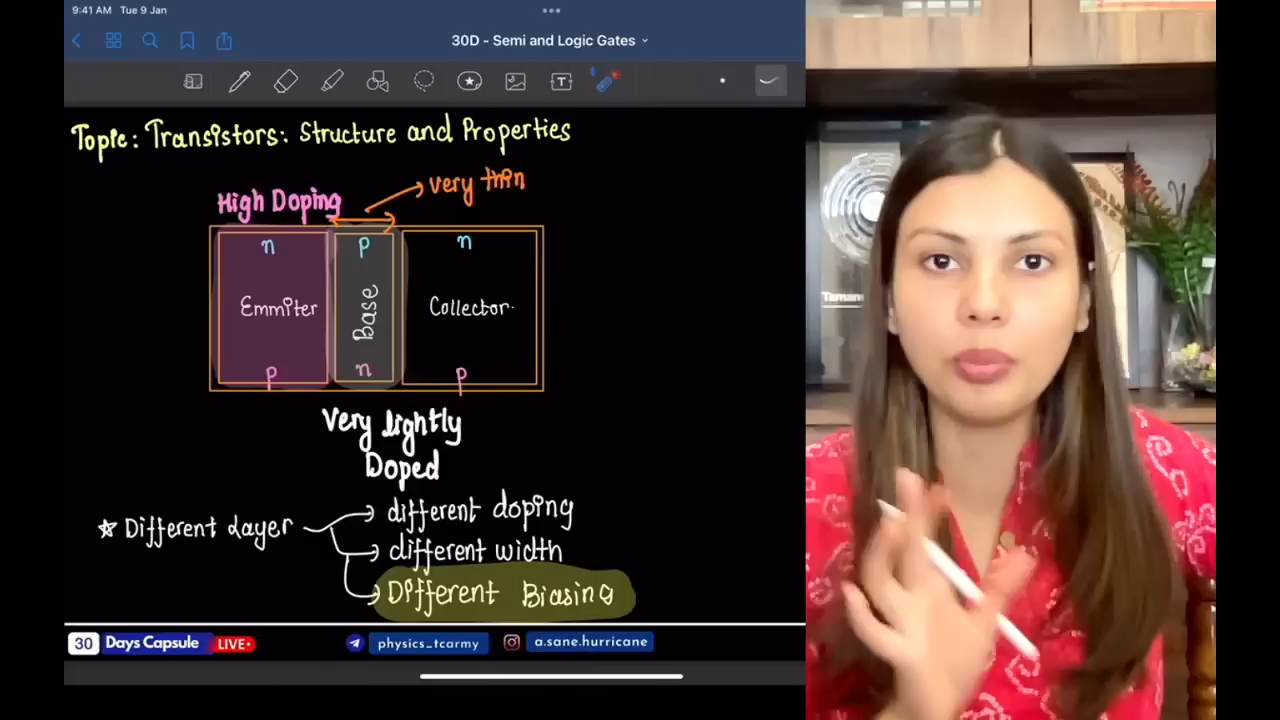 9:41 AM Tue 9 Jan
30D - Semi and Logic Gates
T
Topic: Transistors: Structure and Properties
very thin
High Doping
n p n
Emmiter Base Collector.
p n p
Very lightly
Doped
Different Layer
different doping
different width
Different Biasing
30 Days Capsule LIVE
physics_tcarmy
a.sane.hurricane